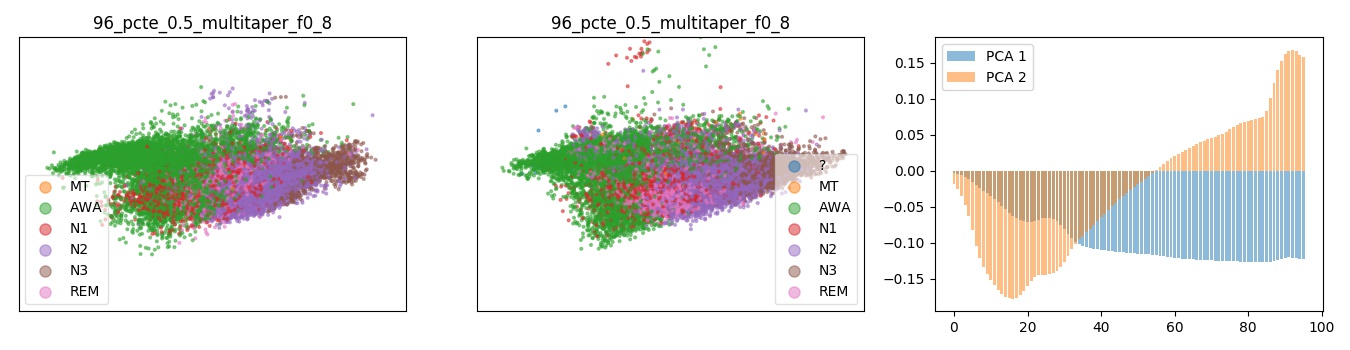 96_pcte_0.5_multitaper_f0_8
MT
AWA
N1
N2
N3
REM
96_pcte_0.5_multitaper_f0_8
?
MT
AWA
N1
N2
N3
REM
PCA 1
PCA 2
0.15
0.10
0.05
0.00
−0.05
−0.10
−0.15
0 20 40 60 80 100